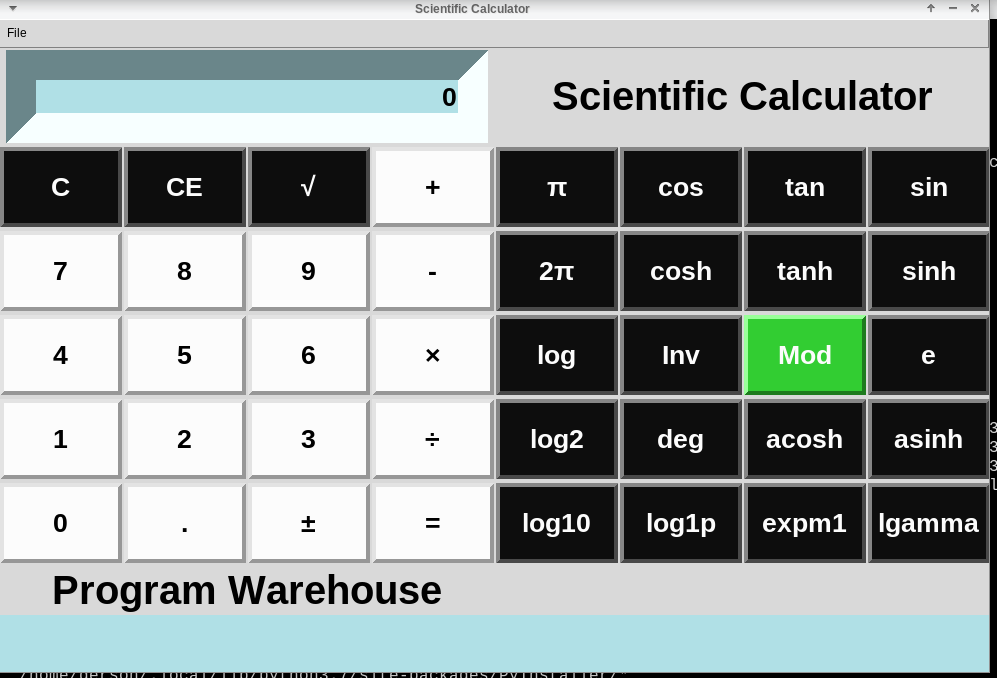 Scientific Calculator
File
0
Scientific Calculator
C CE √ + π cos tan sin
7 8 9 - 2π cosh tanh sinh
4 5 6 × log Inv Mod e
1 2 3 ÷ log2 deg acosh asinh
0 . ± = log10 log1p expm1 lgamma
Program Warehouse